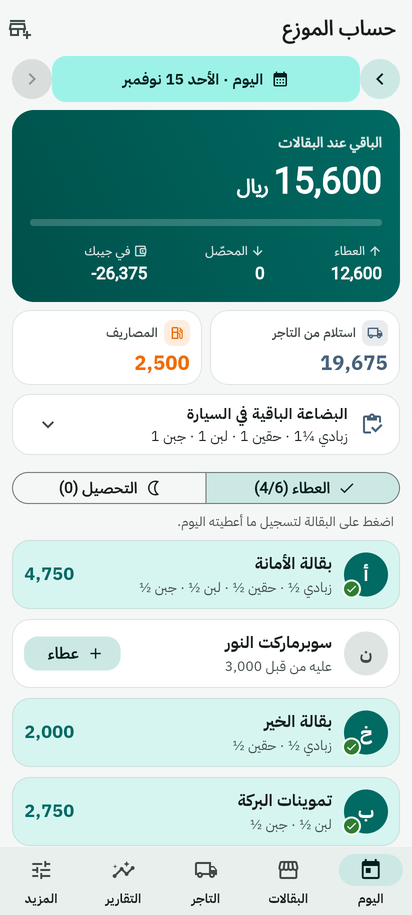 حساب الموزع
اليوم · الأحد 15 نوفمبر
الباقي عند البقالات
15,600 ريال
العطاء
المحصّل
في جيبك
12,600
0
-26,375
استلام من التاجر
19,675
المصاريف
2,500
البضاعة الباقية في السيارة
زبادي 1¼ · حقين 1 · لبن 1 · جبن 1
العطاء (4/6)
التحصيل (0)
اضغط على البقالة لتسجيل ما أعطيته اليوم.
أ
بقالة الأمانة
زبادي ½ · حقين ½ · لبن ½ · جبن ½
4,750
ن
سوبرماركت النور
عليه من قبل 3,000
+ عطاء
خ
بقالة الخير
زبادي ½ · حقين ½
2,000
ب
تموينات البركة
لبن ½ · جبن ½
2,750
اليوم
البقالات
التاجر
التقارير
المزيد